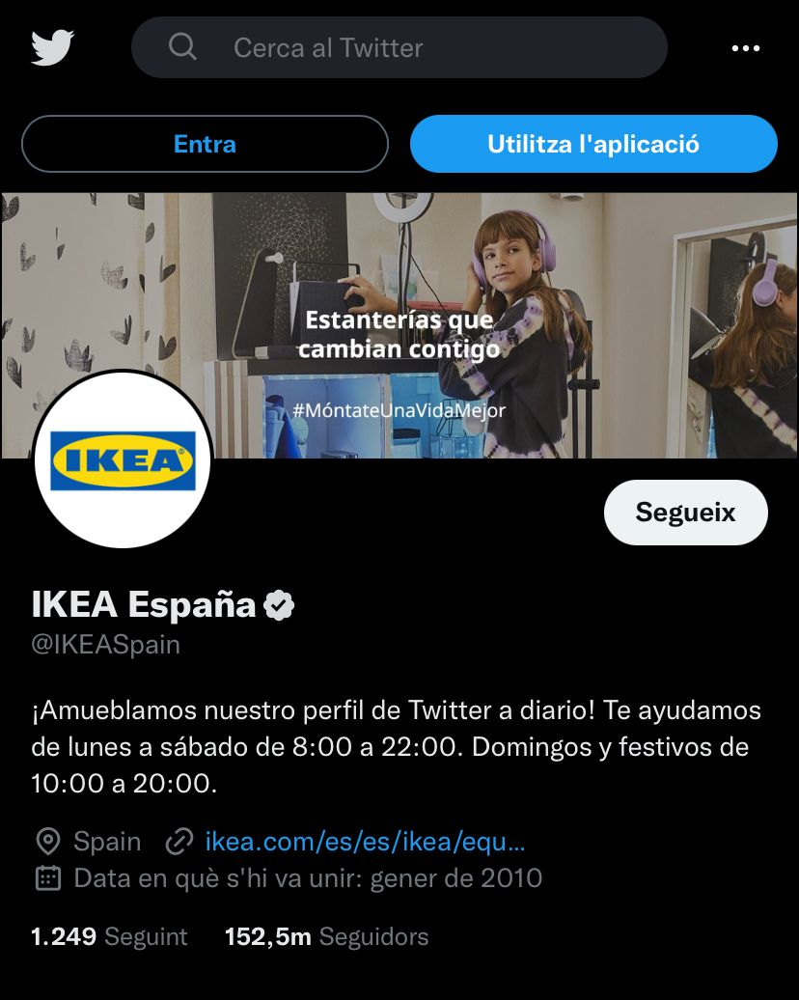 Cerca al Twitter
Entra
Utilitza l'aplicació
Estanterías que
cambian contigo
#MóntateUnaVidaMejor
IKEA®
Segueix
IKEA España
@IKEASpain
¡Amueblamos nuestro perfil de Twitter a diario! Te ayudamos
de lunes a sábado de 8:00 a 22:00. Domingos y festivos de
10:00 a 20:00.
Spain ikea.com/es/es/ikea/equ…
Data en què s'hi va unir: gener de 2010
1.249 Seguint 152,5m Seguidors